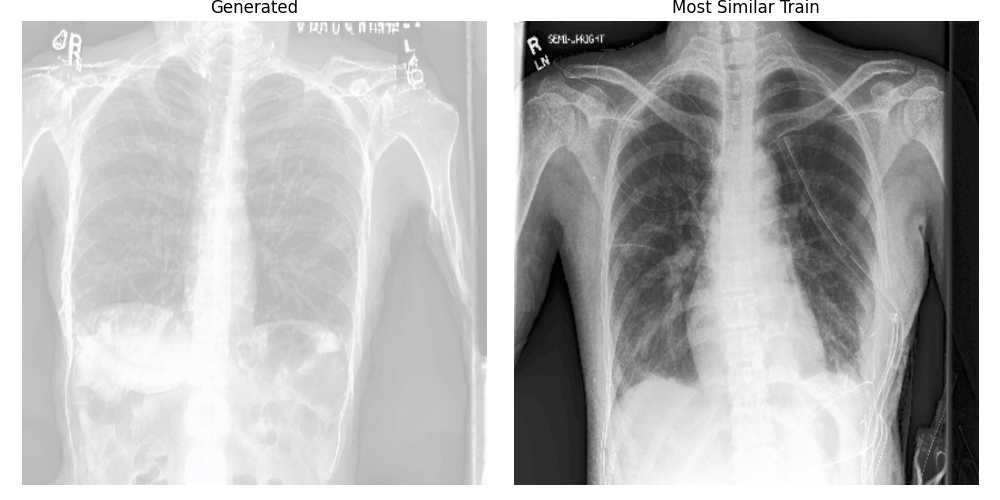 Generated
Most Similar Train
R
L
R
SEMI-UPRIGHT
LN